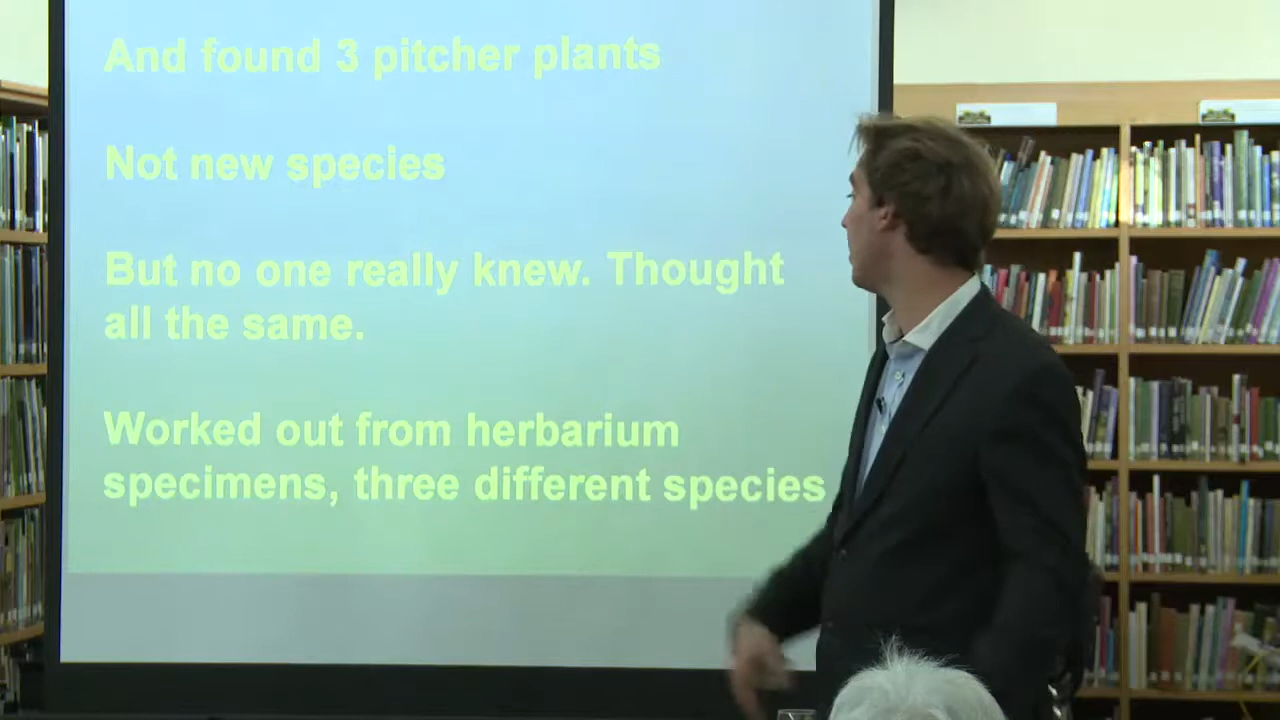 And found 3 pitcher plants
Not new species
But no one really knew. Thought
all the same.
Worked out from herbarium
specimens, three different species